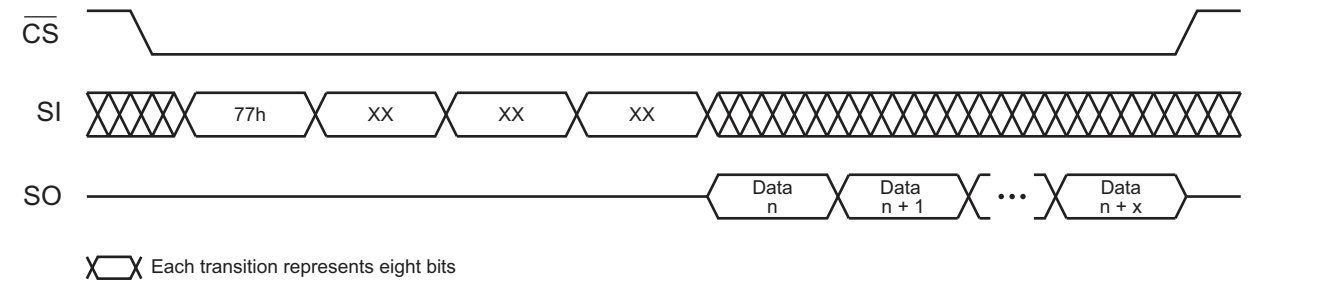 CS
SI 77h XX XX XX
SO Data n Data n + 1 ••• Data n + x
Each transition represents eight bits